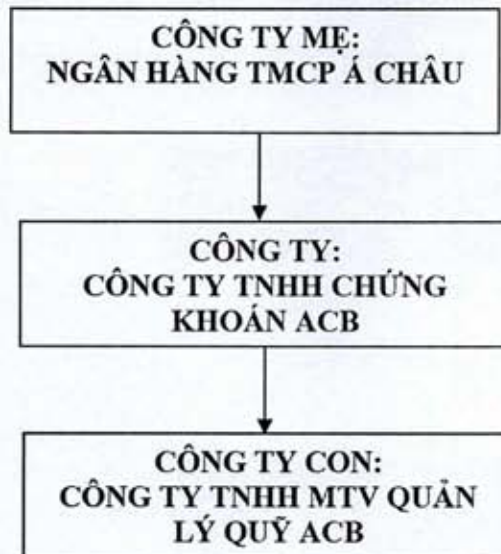 CÔNG TY MẸ:
NGÂN HÀNG TMCP Á CHÂU
CÔNG TY:
CÔNG TY TNHH CHỨNG
KHOÁN ACB
CÔNG TY CON:
CÔNG TY TNHH MTV QUẢN
LÝ QUỸ ACB